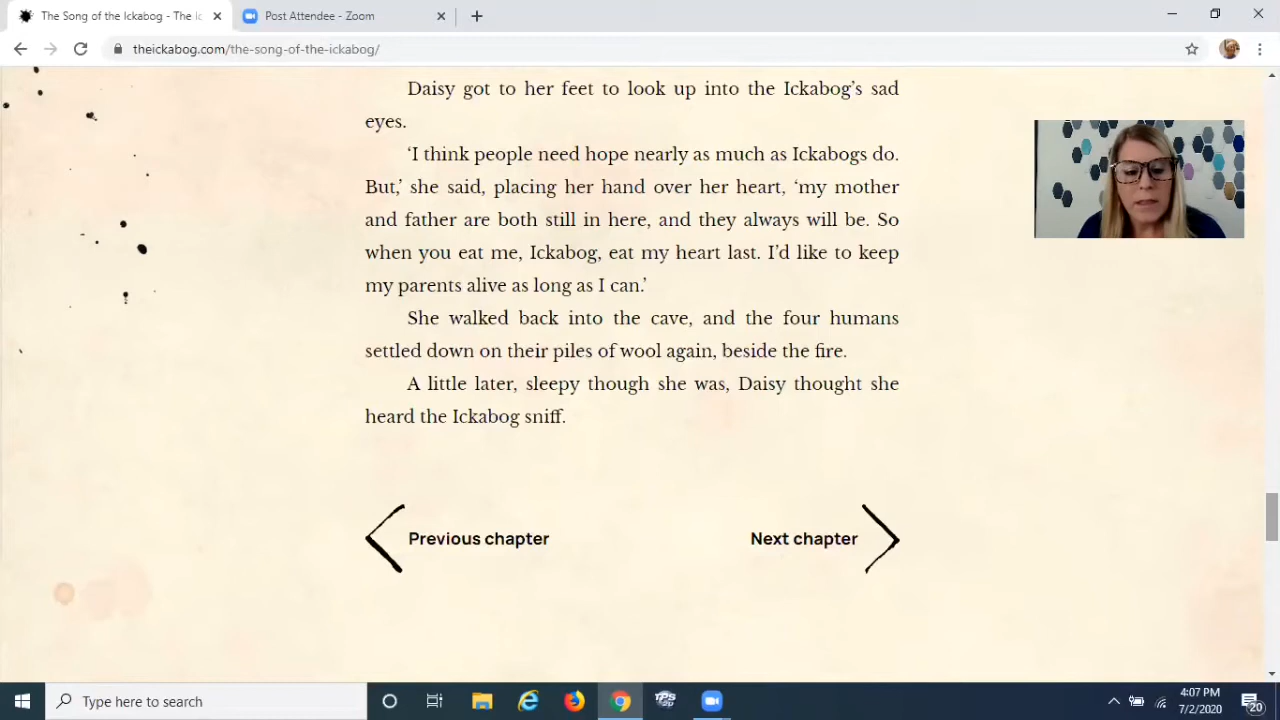 The Song of the Ickabog - The ic
Post Attendee - Zoom
theickabog.com/the-song-of-the-ickabog/
Daisy got to her feet to look up into the Ickabog’s sad
eyes.
‘I think people need hope nearly as much as Ickabogs do.
But,’ she said, placing her hand over her heart, ‘my mother
and father are both still in here, and they always will be. So
when you eat me, Ickabog, eat my heart last. I’d like to keep
my parents alive as long as I can.’
She walked back into the cave, and the four humans
settled down on their piles of wool again, beside the fire.
A little later, sleepy though she was, Daisy thought she
heard the Ickabog sniff.
Previous chapter
Next chapter
Type here to search
TPS
4:07 PM
7/2/2020
20